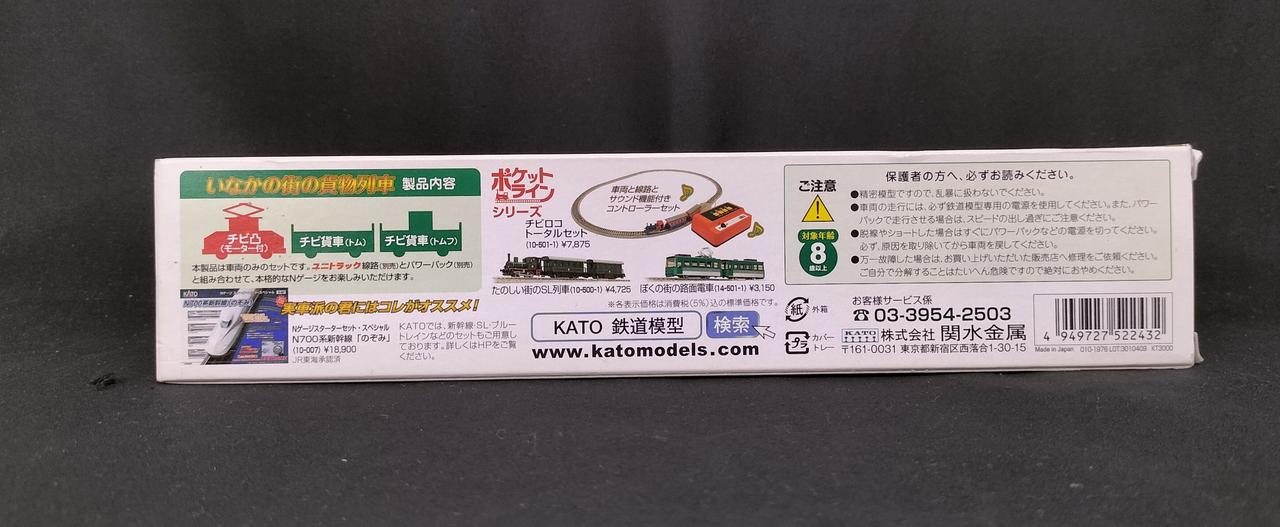 いなかの街の貨物列車 製品内容
チビ凸
(モーター付)
チビ貨車(トム)
チビ貨車(トムフ)
本製品は車両のみのセットです。ユニトラック線路(別売)とパワーパック(別売)
と組み合わせて、本格的なNゲージをお楽しみいただけます。
KATO
N700系新幹線「のぞみ」
実車派の君にはコレがオススメ!
Nゲージスターターセット・スペシャル
N700系新幹線「のぞみ」
(10-007) ¥18,900
JR東海承認済
KATOでは、新幹線・SL・ブルー
トレインなどのセットもご用意し
ております。詳しくはHPをご覧
ください。
ポケット
ライン
シリーズ
チビロコ
トータルセット
(10-501-1) ¥7,875
車両と線路と
サウンド機能付き
コントローラーセット
たのしい街のSL列車(10-500-1) ¥4,725
ぼくの街の路面電車(14-501-1) ¥3,150
※各表示価格は消費税(5%)込の標準価格です。
KATO 鉄道模型 検索
www.katomodels.com
ご注意
対象年齢
8
歳以上
保護者の方へ、必ずお読みください。
●精密模型ですので、乱暴に扱わないでください。
●車両の走行には、必ず鉄道模型専用の電源を使用してください。また、パワー
パックで走行させる場合は、スピードの出し過ぎにご注意ください。
●脱線やショートした場合はすぐにパワーパックなどの電源を切ってください。
必ず、原因を取り除いてから車両を戻してください。
●万一故障した場合は、お買い上げいただいた販売店へ修理をご依頼ください。
ご自分で分解することはたいへん危険ですので絶対におやめください。
紙 外箱
プラ カバー
トレー
お客様サービス係
☎03-3954-2503
KATO 株式会社 関水金属
〒161-0031 東京都新宿区西落合1-30-15
4 949727 522432
Made in Japan 010-1976 LOT:3010409 KT3000